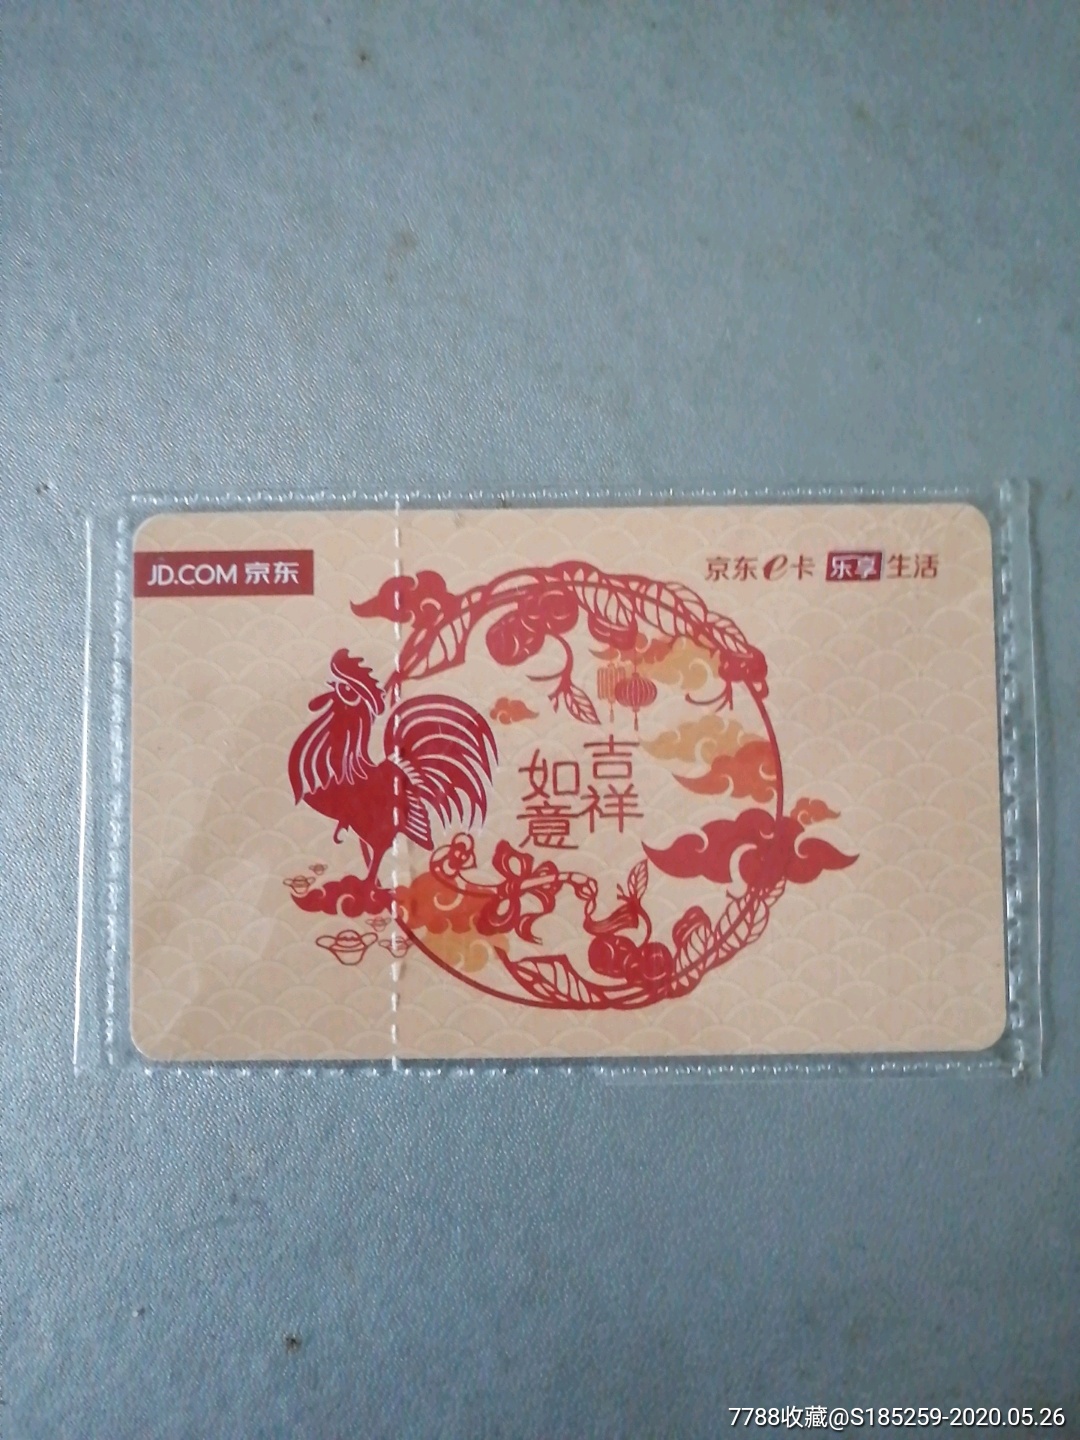 JD.COM 京东
京东e卡 乐享生活
吉祥
如意
7788收藏@S185259-2020.05.26